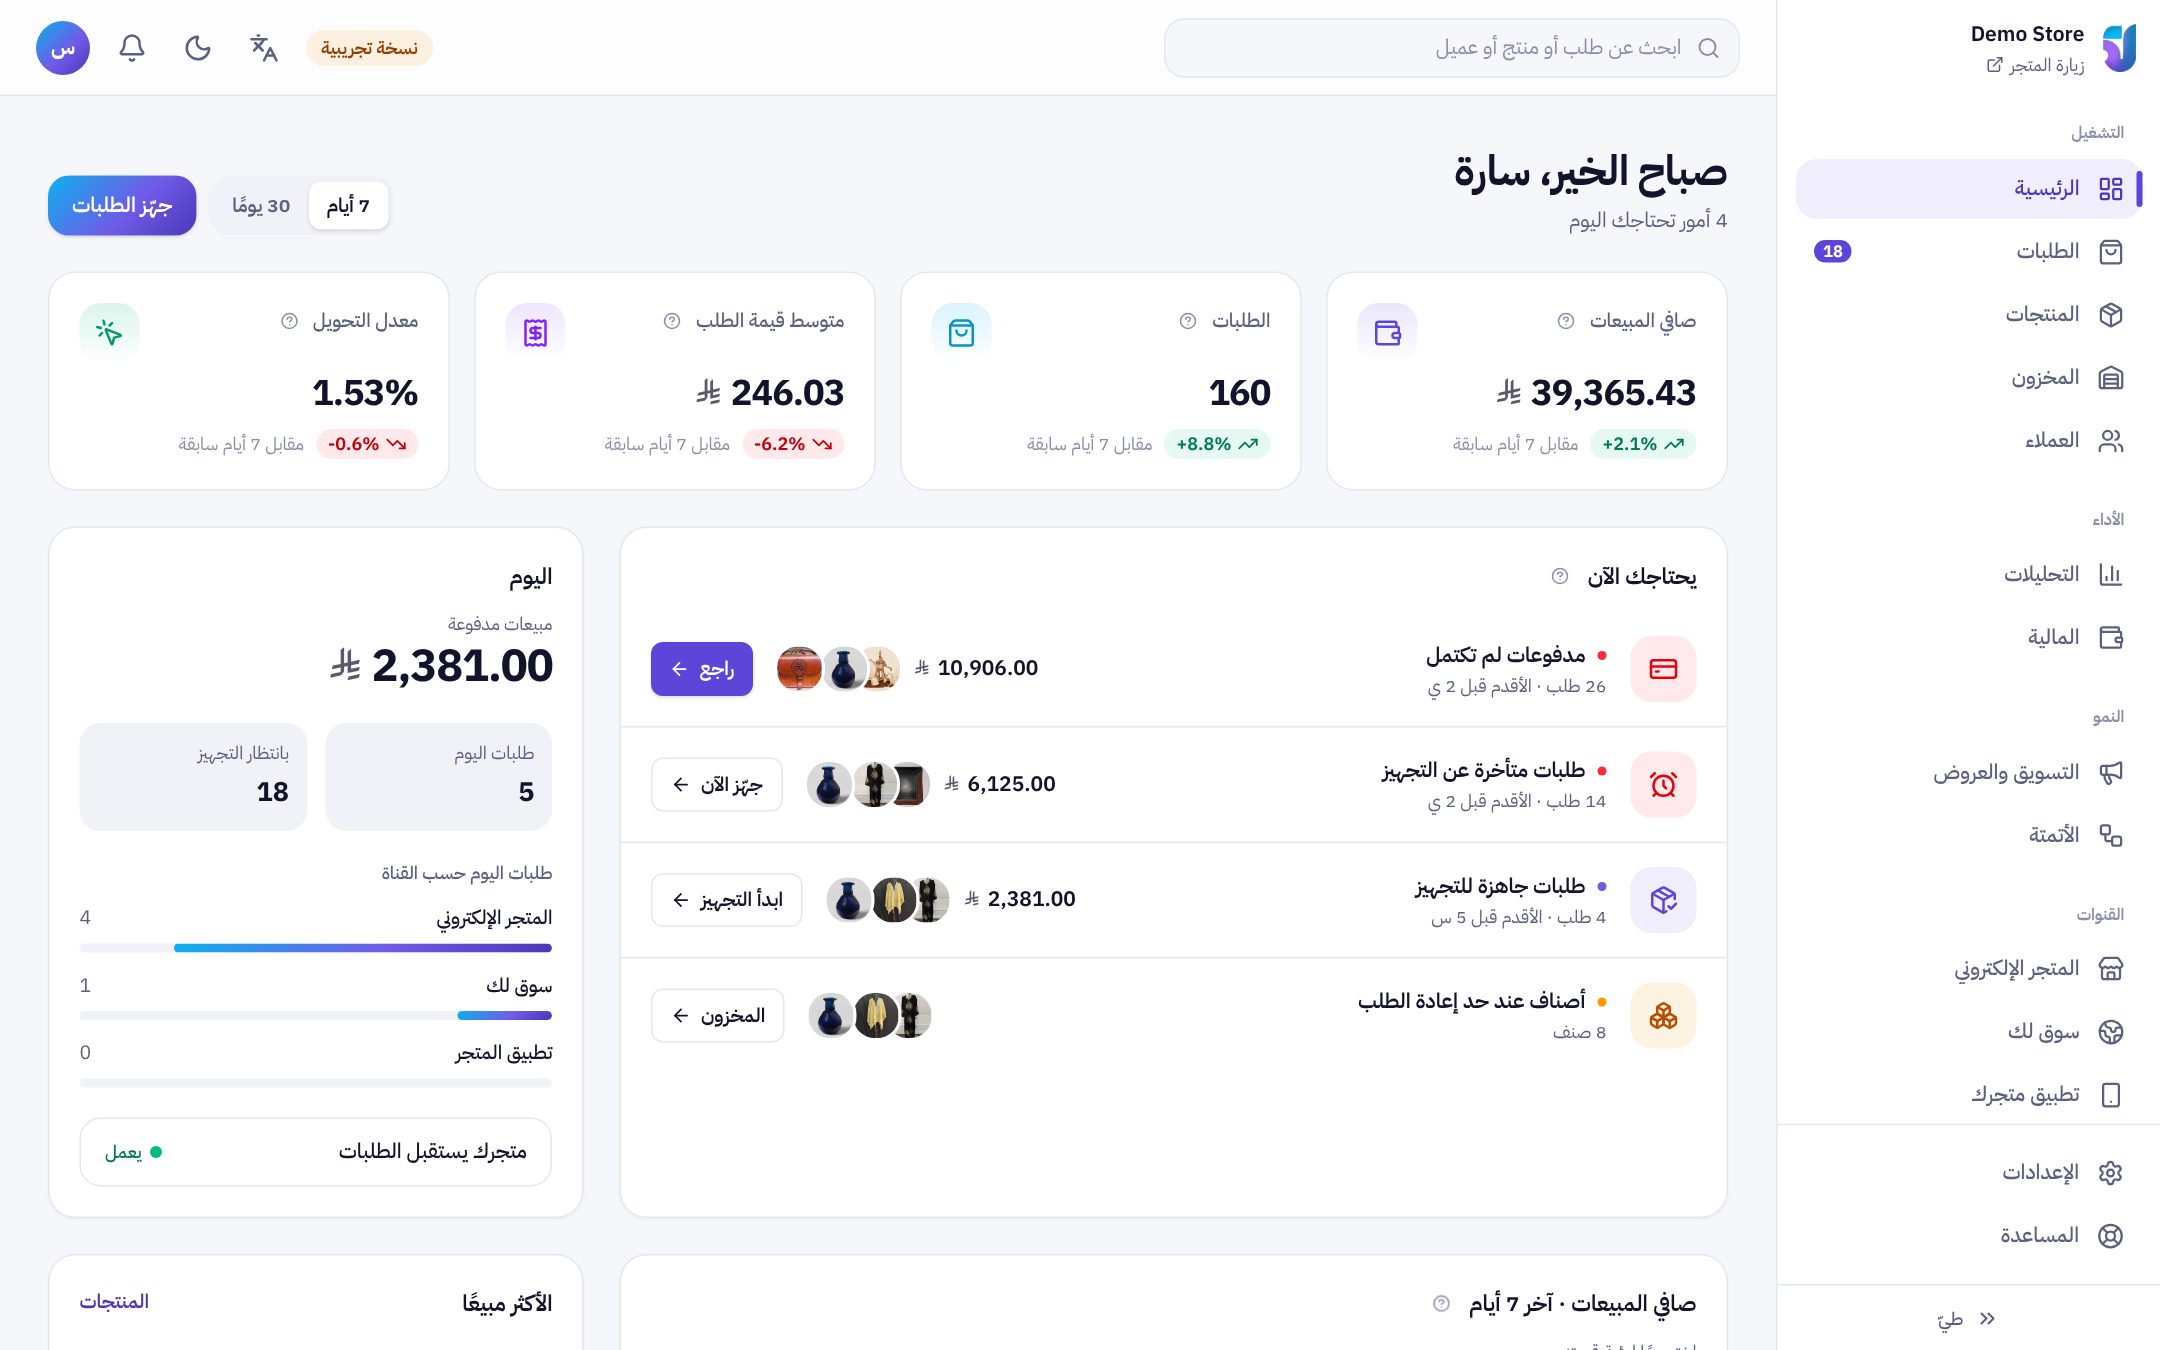 Demo Store
زيارة المتجر
ابحث عن طلب أو منتج أو عميل
نسخة تجريبية
س
التشغيل
الرئيسية
الطلبات
18
المنتجات
المخزون
العملاء
الأداء
التحليلات
المالية
النمو
التسويق والعروض
الأتمتة
القنوات
المتجر الإلكتروني
سوق لك
تطبيق متجرك
الإعدادات
المساعدة
طيّ
صباح الخير، سارة
4 أمور تحتاجك اليوم
7 أيام
30 يومًا
جهّز الطلبات
صافي المبيعات
39,365.43
+2.1% مقابل 7 أيام سابقة
الطلبات
160
+8.8% مقابل 7 أيام سابقة
متوسط قيمة الطلب
246.03
-6.2% مقابل 7 أيام سابقة
معدل التحويل
1.53%
-0.6% مقابل 7 أيام سابقة
يحتاجك الآن
مدفوعات لم تكتمل
26 طلب · الأقدم قبل 2 ي
10,906.00
راجع
طلبات متأخرة عن التجهيز
14 طلب · الأقدم قبل 2 ي
6,125.00
جهّز الآن
طلبات جاهزة للتجهيز
4 طلب · الأقدم قبل 5 س
2,381.00
ابدأ التجهيز
أصناف عند حد إعادة الطلب
8 صنف
المخزون
اليوم
مبيعات مدفوعة
2,381.00
طلبات اليوم
5
بانتظار التجهيز
18
طلبات اليوم حسب القناة
المتجر الإلكتروني
4
سوق لك
1
تطبيق المتجر
0
متجرك يستقبل الطلبات
يعمل
صافي المبيعات · آخر 7 أيام
الأكثر مبيعًا
المنتجات